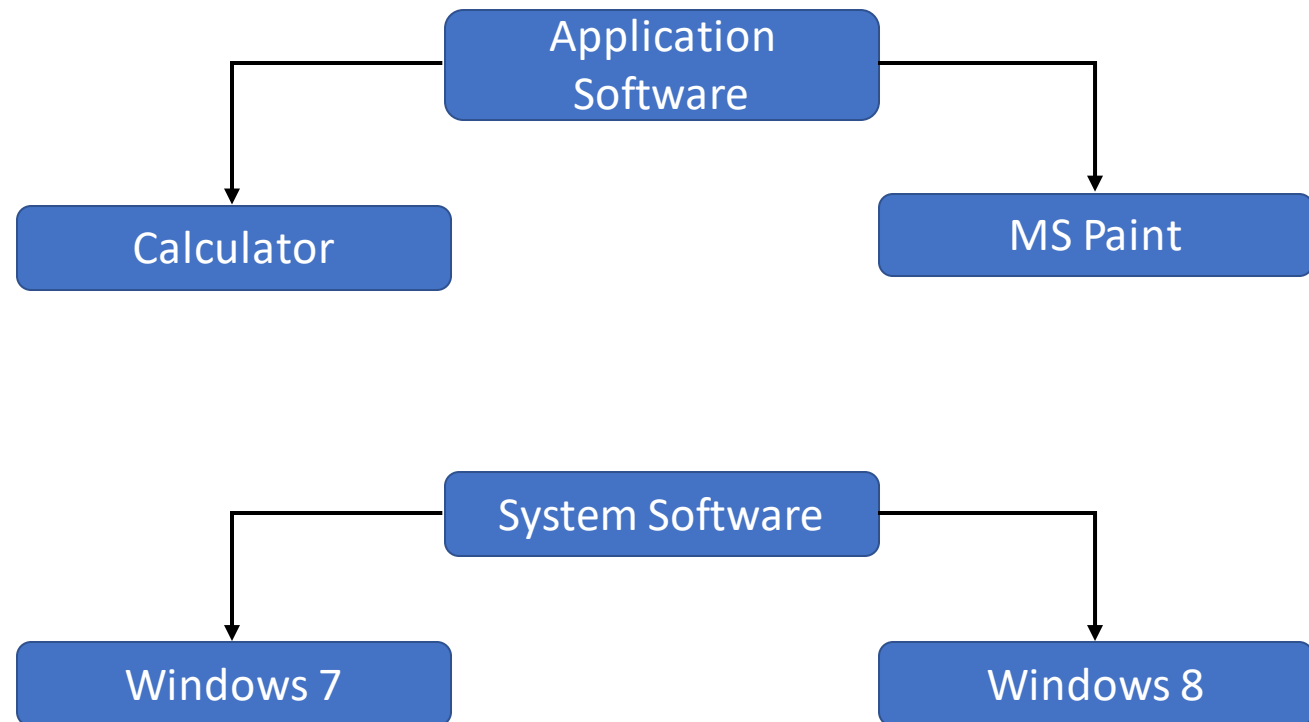 Application
Software
Calculator
MS Paint
System Software
Windows 7
Windows 8